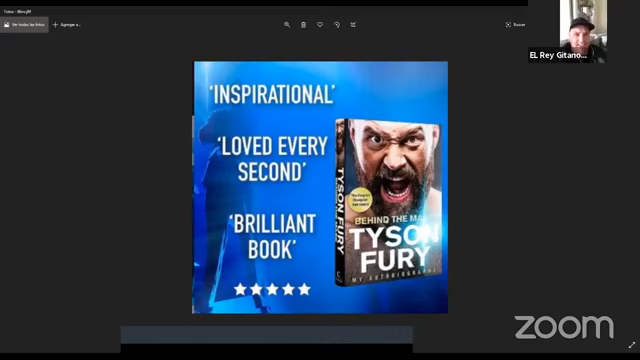 Ver todas las fotos
Agregar a...
Buscar
EL Rey Gitano...
'INSPIRATIONAL'
'LOVED EVERY
SECOND'
'BRILLIANT
BOOK'
TYSON FURY
BEHIND THE MA
TYSON
FURY
MY AUTOBIOGRAPHY
zoom